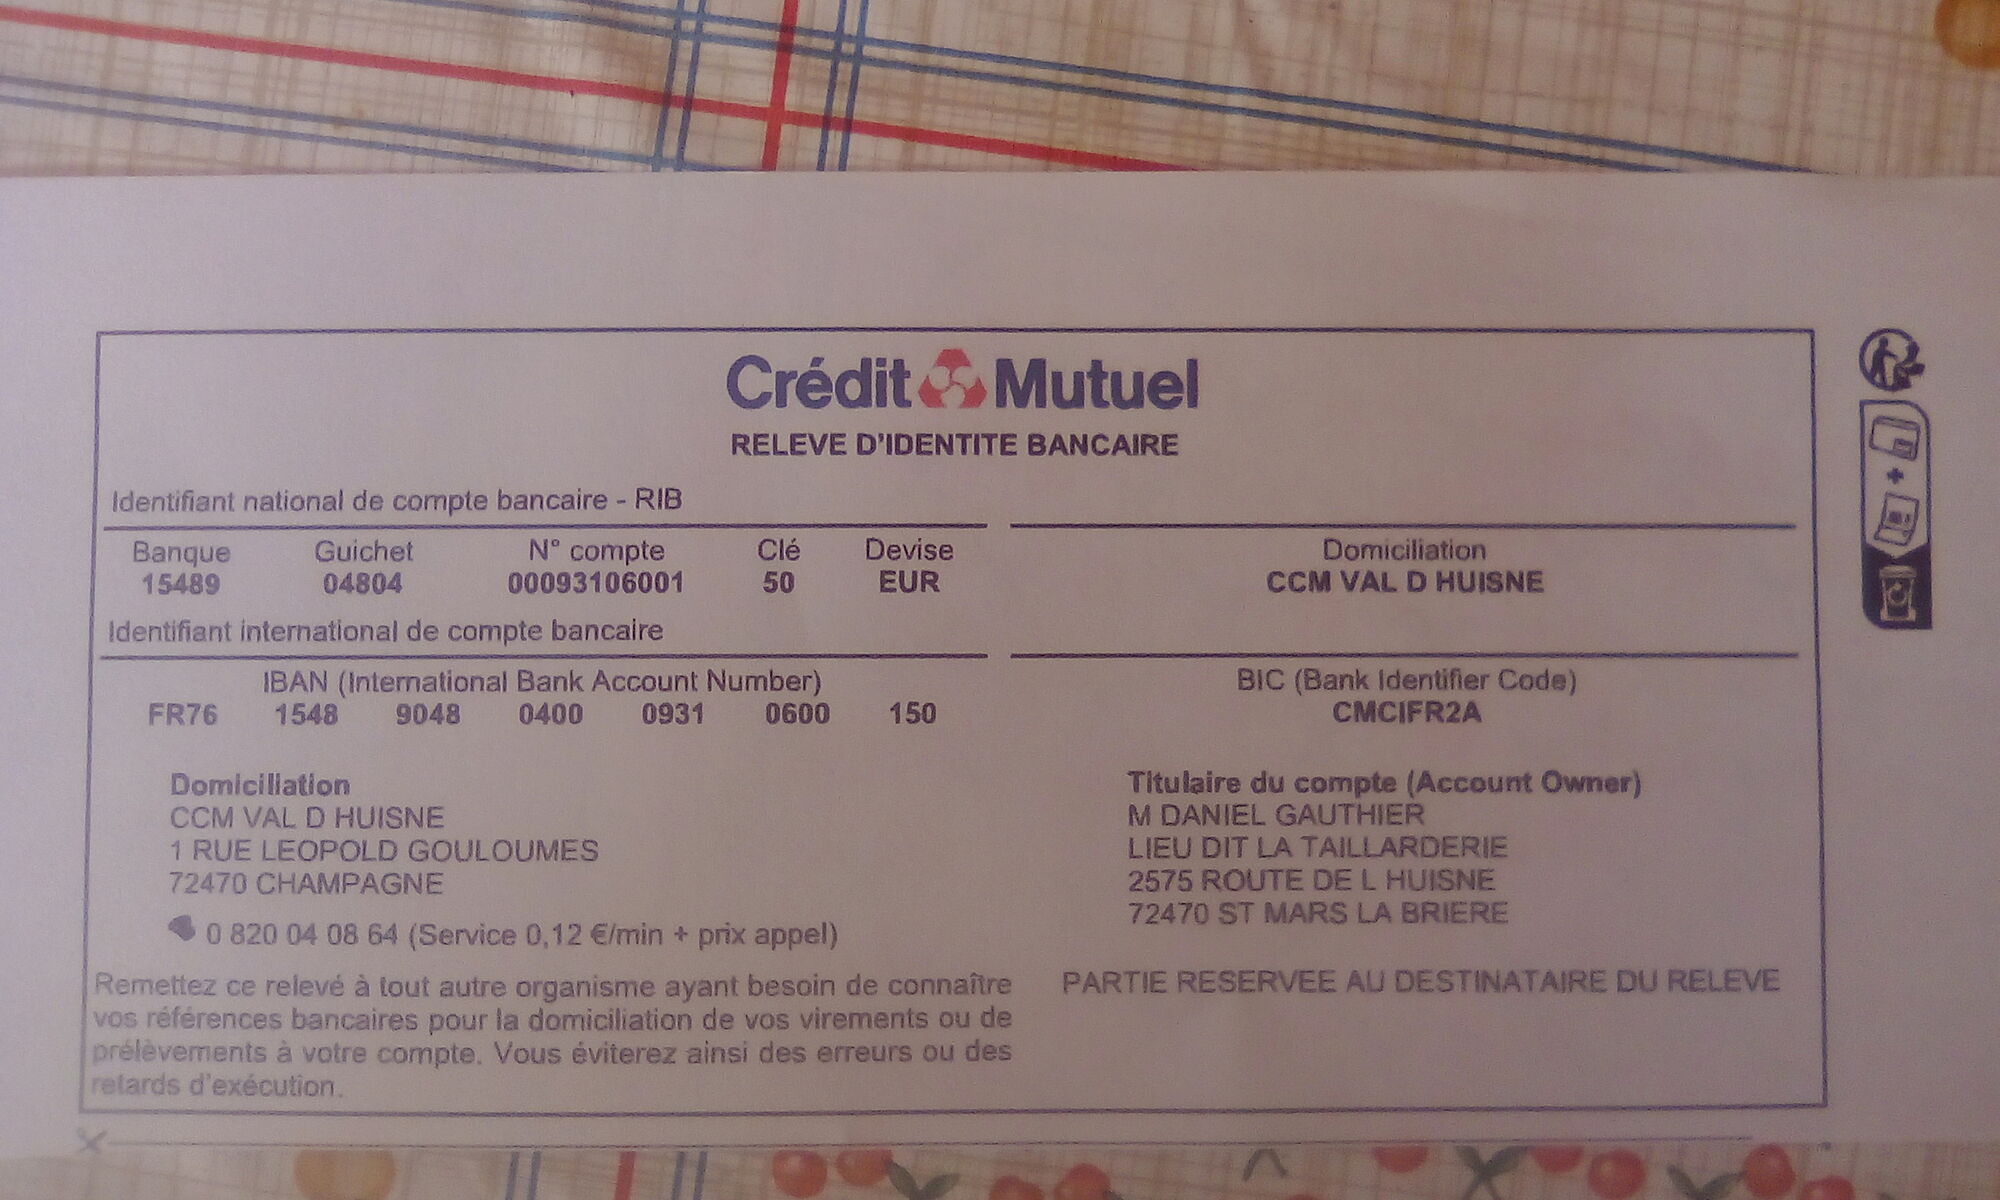 Crédit Mutuel
RELEVE D'IDENTITE BANCAIRE
Identifiant national de compte bancaire - RIB
Banque Guichet N° compte Clé Devise Domiciliation
15489 04804 00093106001 50 EUR CCM VAL D HUISNE
Identifiant international de compte bancaire
IBAN (International Bank Account Number) BIC (Bank Identifier Code)
FR76 1548 9048 0400 0931 0600 150 CMCIFR2A
Domiciliation
CCM VAL D HUISNE
1 RUE LEOPOLD GOULOUMES
72470 CHAMPAGNE
0 820 04 08 64 (Service 0,12 €/min + prix appel)
Titulaire du compte (Account Owner)
M DANIEL GAUTHIER
LIEU DIT LA TAILLARDERIE
2575 ROUTE DE L HUISNE
72470 ST MARS LA BRIERE
Remettez ce relevé à tout autre organisme ayant besoin de connaître
vos références bancaires pour la domiciliation de vos virements ou de
prélèvements à votre compte. Vous éviterez ainsi des erreurs ou des
retards d'exécution.
PARTIE RESERVEE AU DESTINATAIRE DU RELEVE